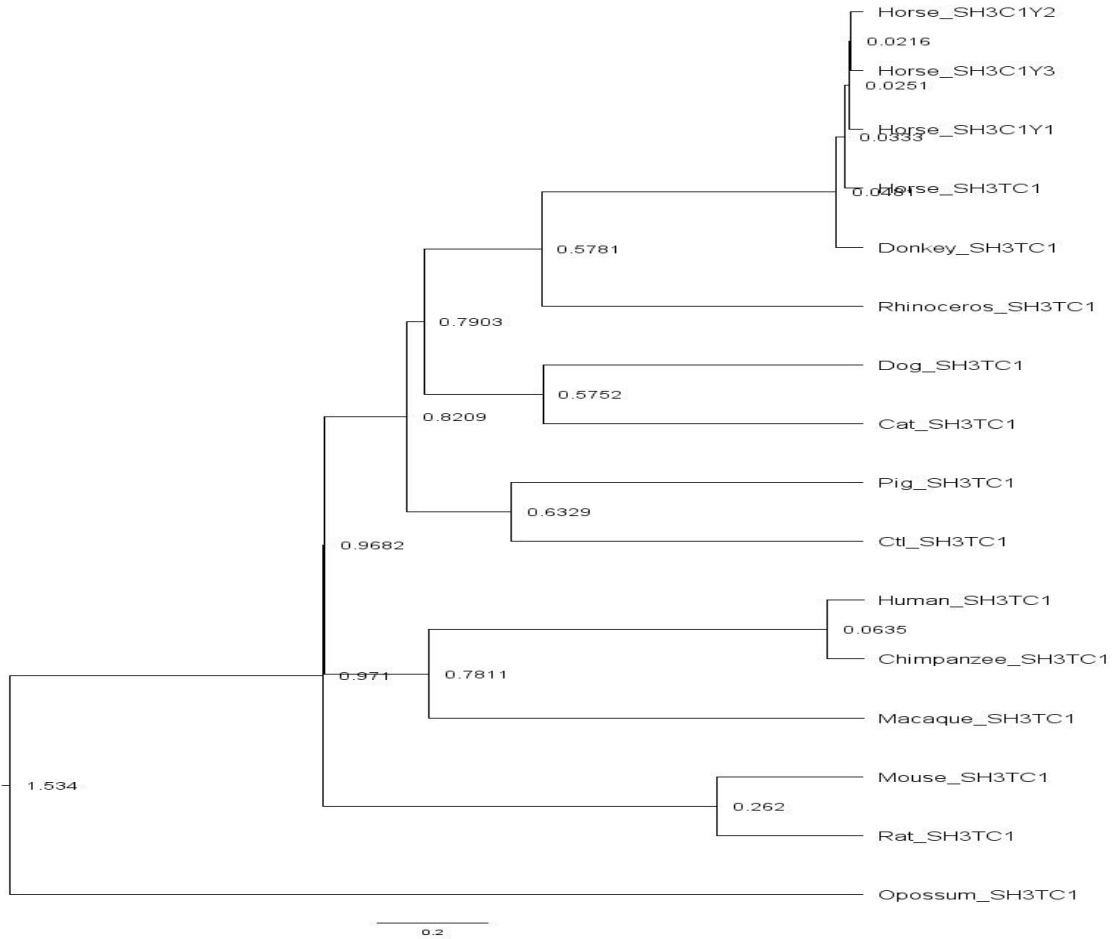 Horse_SH3C1Y2
0.0216
Horse_SH3C1Y3
0.0251
Horse_SH3C1Y1
0.0333
Horse_SH3TC1
0.0481
Donkey_SH3TC1
0.5781
Rhinoceros_SH3TC1
0.7903
Dog_SH3TC1
0.5752
0.8209
Cat_SH3TC1
Pig_SH3TC1
0.6329
Ctl_SH3TC1
0.9682
Human_SH3TC1
0.0635
Chimpanzee_SH3TC1
0.971
0.7811
Macaque_SH3TC1
Mouse_SH3TC1
1.534
0.262
Rat_SH3TC1
Opossum_SH3TC1
0.2